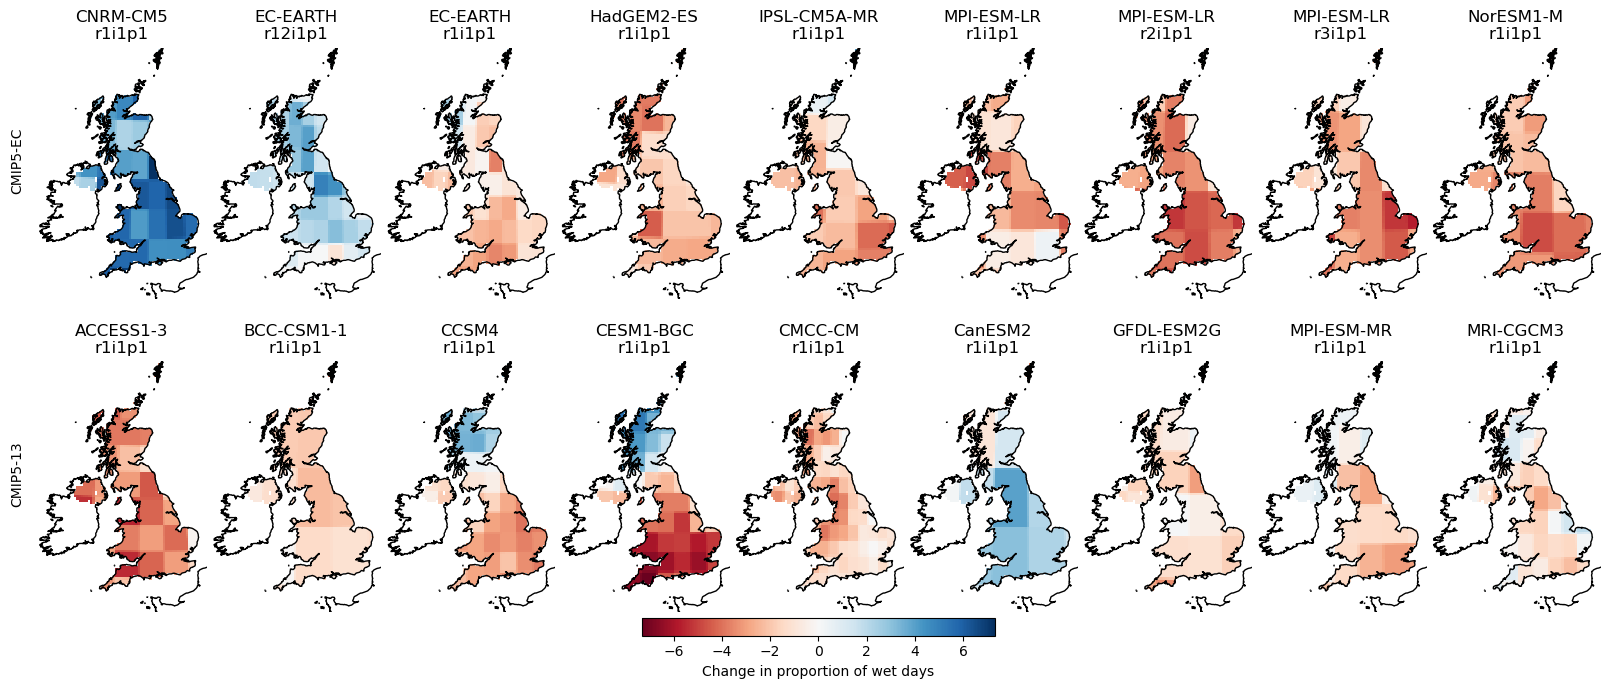 CNRM-CM5 EC-EARTH EC-EARTH HadGEM2-ES IPSL-CM5A-MR MPI-ESM-LR MPI-ESM-LR MPI-ESM-LR NorESM1-M
r1i1p1 r12i1p1 r1i1p1 r1i1p1 r1i1p1 r1i1p1 r2i1p1 r3i1p1 r1i1p1
CMIP5-EC
ACCESS1-3 BCC-CSM1-1 CCSM4 CESM1-BGC CMCC-CM CanESM2 GFDL-ESM2G MPI-ESM-MR MRI-CGCM3
r1i1p1 r1i1p1 r1i1p1 r1i1p1 r1i1p1 r1i1p1 r1i1p1 r1i1p1 r1i1p1
CMIP5-13
−6 −4 −2 0 2 4 6
Change in proportion of wet days